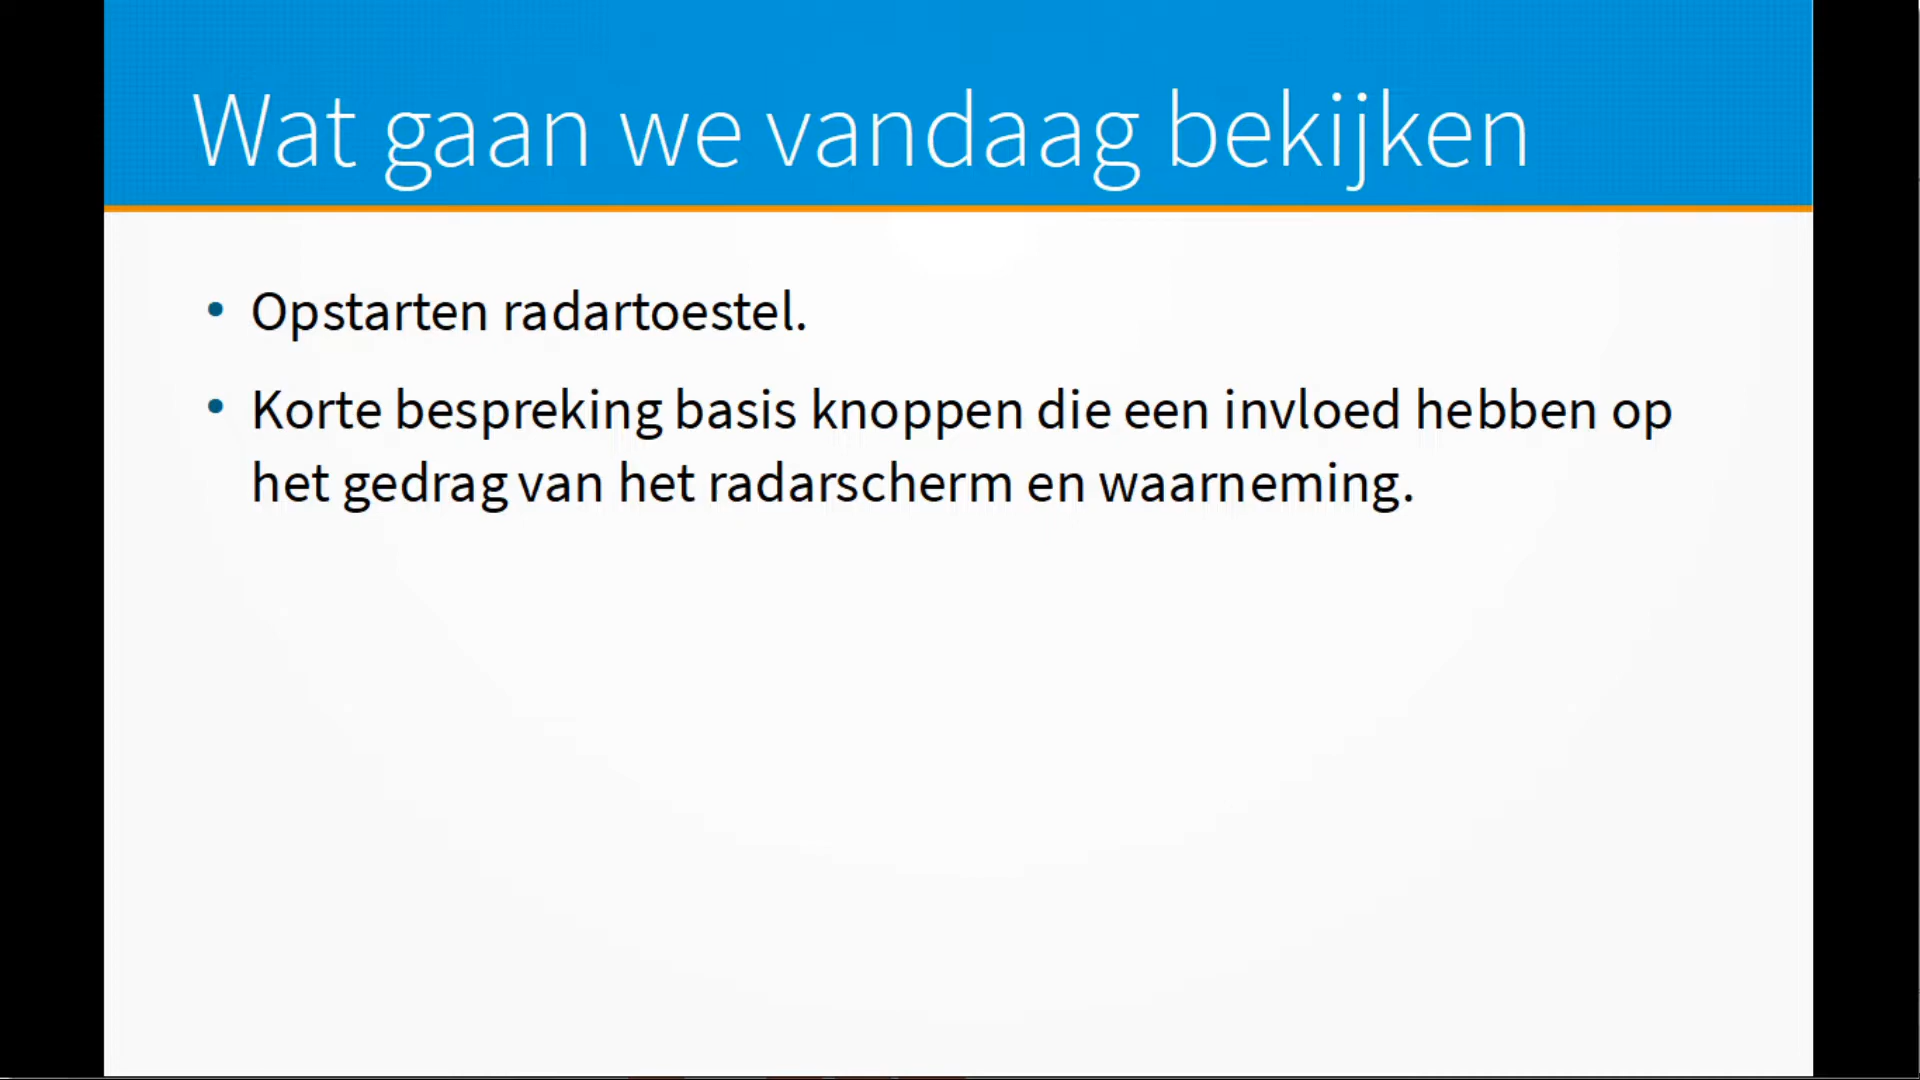 Wat gaan we vandaag bekijken
• Opstarten radartoestel.
• Korte bespreking basis knoppen die een invloed hebben op
het gedrag van het radarscherm en waarneming.